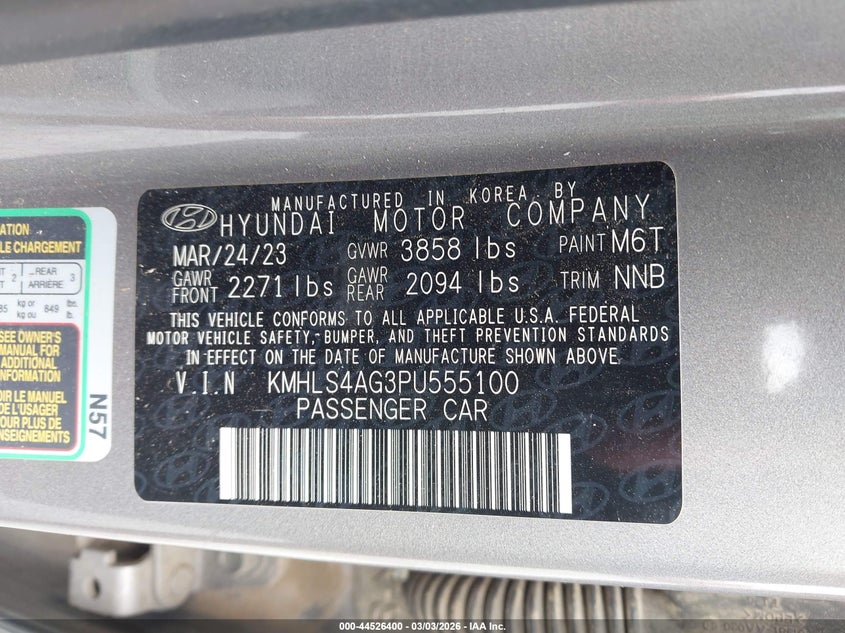 MANUFACTURED IN KOREA BY
HYUNDAI MOTOR COMPANY
MAR/24/23 GVWR 3858 lbs PAINT M6T
GAWR FRONT 2271 lbs GAWR REAR 2094 lbs TRIM NNB
THIS VEHICLE CONFORMS TO ALL APPLICABLE U.S.A. FEDERAL
MOTOR VEHICLE SAFETY, BUMPER, AND THEFT PREVENTION STANDARDS
IN EFFECT ON THE DATE OF MANUFACTURE SHOWN ABOVE.
V.I.N KMHLS4AG3PU555100
PASSENGER CAR
CHARGEMENT
2 REAR ARRIÈRE 3
kg or kg ou 849 lbs. lb.
SEE OWNER'S
MANUAL FOR
ADDITIONAL
INFORMATION
LE MANUEL
DE L'USAGER
POUR PLUS DE
N57
000-44526400 - 03/03/2026 - IAA Inc.